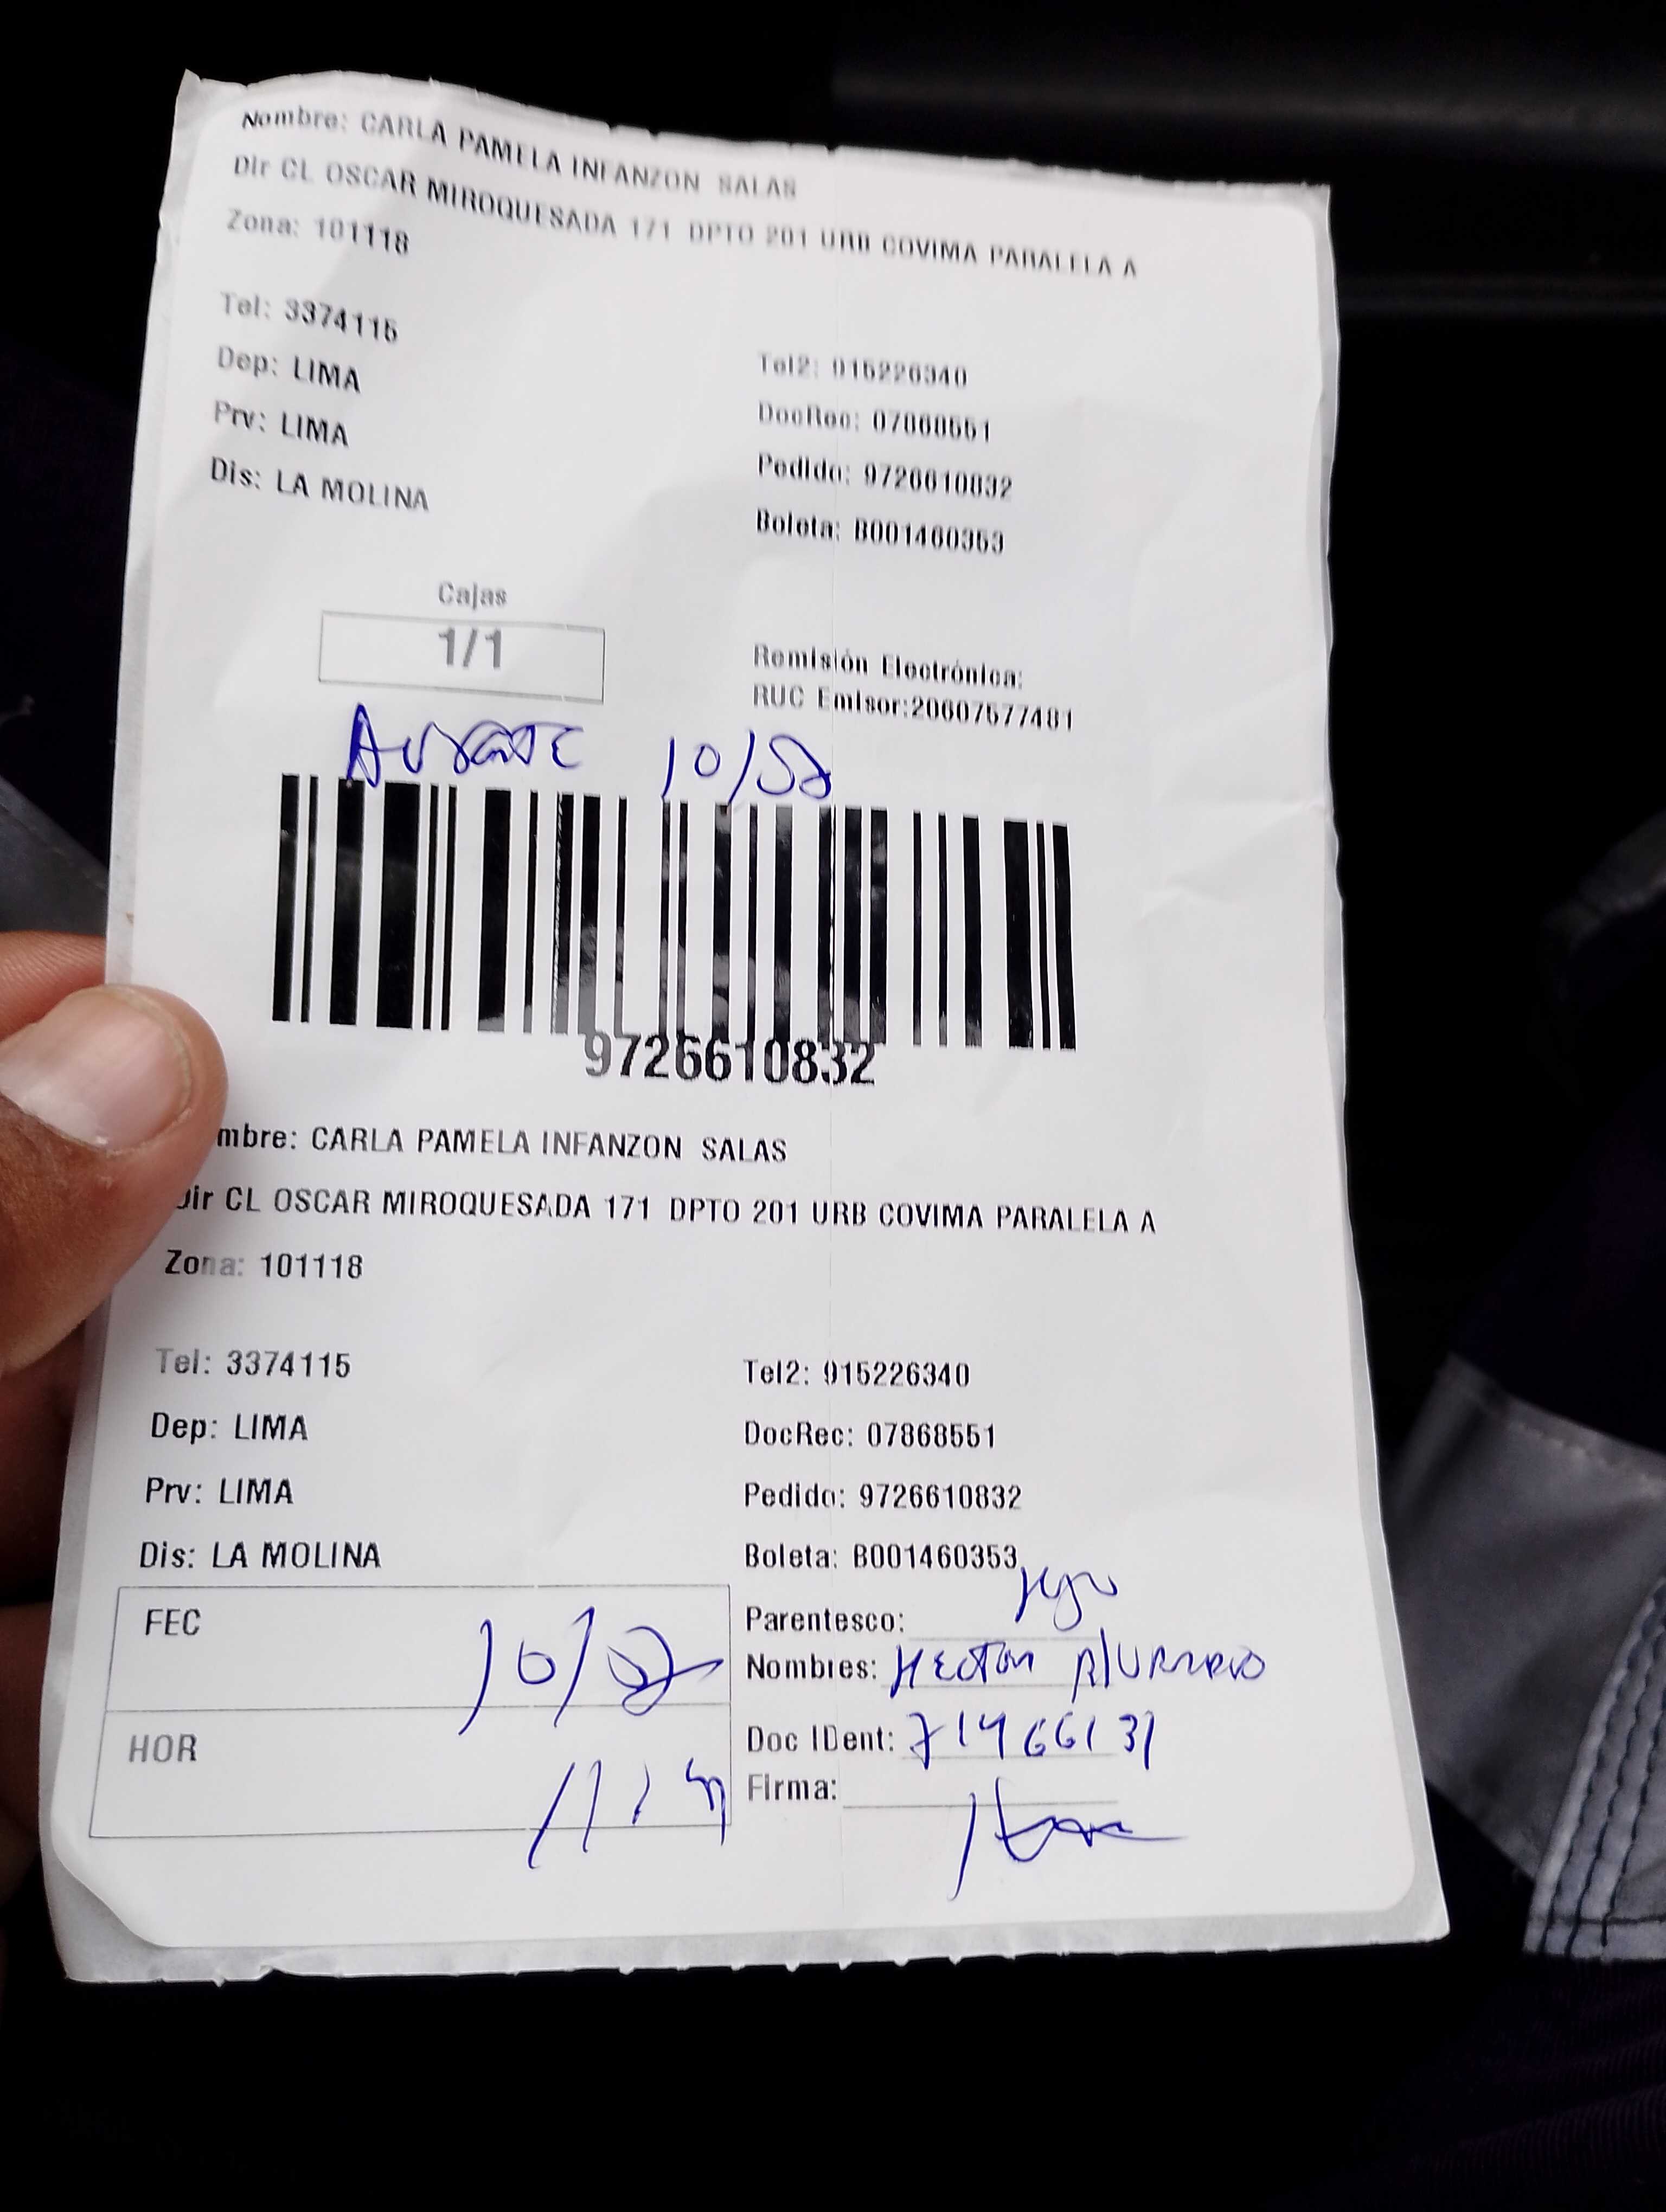 Nombre: CARLA PAMELA INFANZON SALAS
Dir CL OSCAR MIROQUESADA 171 DPTO 201 URB COVIMA PARALELA A
Zona: 101118
Tel: 3374115
Tel2: 915226340
Dep: LIMA
DocRec: 07868551
Prv: LIMA
Pedido: 9726610832
Dis: LA MOLINA
Boleta: B001460353
Cajas
1/1
Remisión Electrónica:
RUC Emisor:20607577481
10/
9726610832
mbre: CARLA PAMELA INFANZON SALAS
Dir CL OSCAR MIROQUESADA 171 DPTO 201 URB COVIMA PARALELA A
Zona: 101118
Tel: 3374115
Tel2: 915226340
Dep: LIMA
DocRec: 07868551
Prv: LIMA
Pedido: 9726610832
Dis: LA MOLINA
Boleta: B001460353
FEC 10/
Parentesco:
Nombres: HECTOR
HOR
Doc IDent: 71466131
Firma: